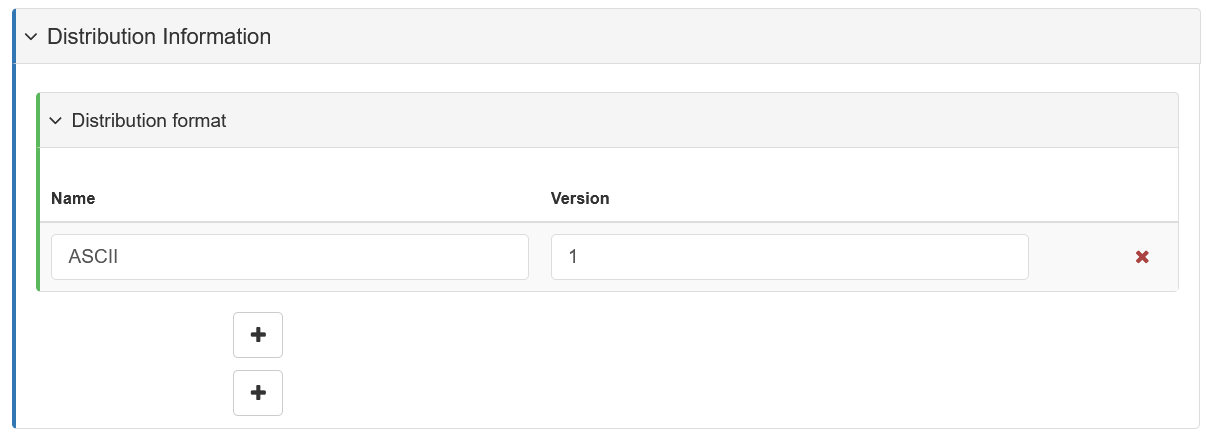 Distribution Information
Distribution format
Name Version
ASCII 1